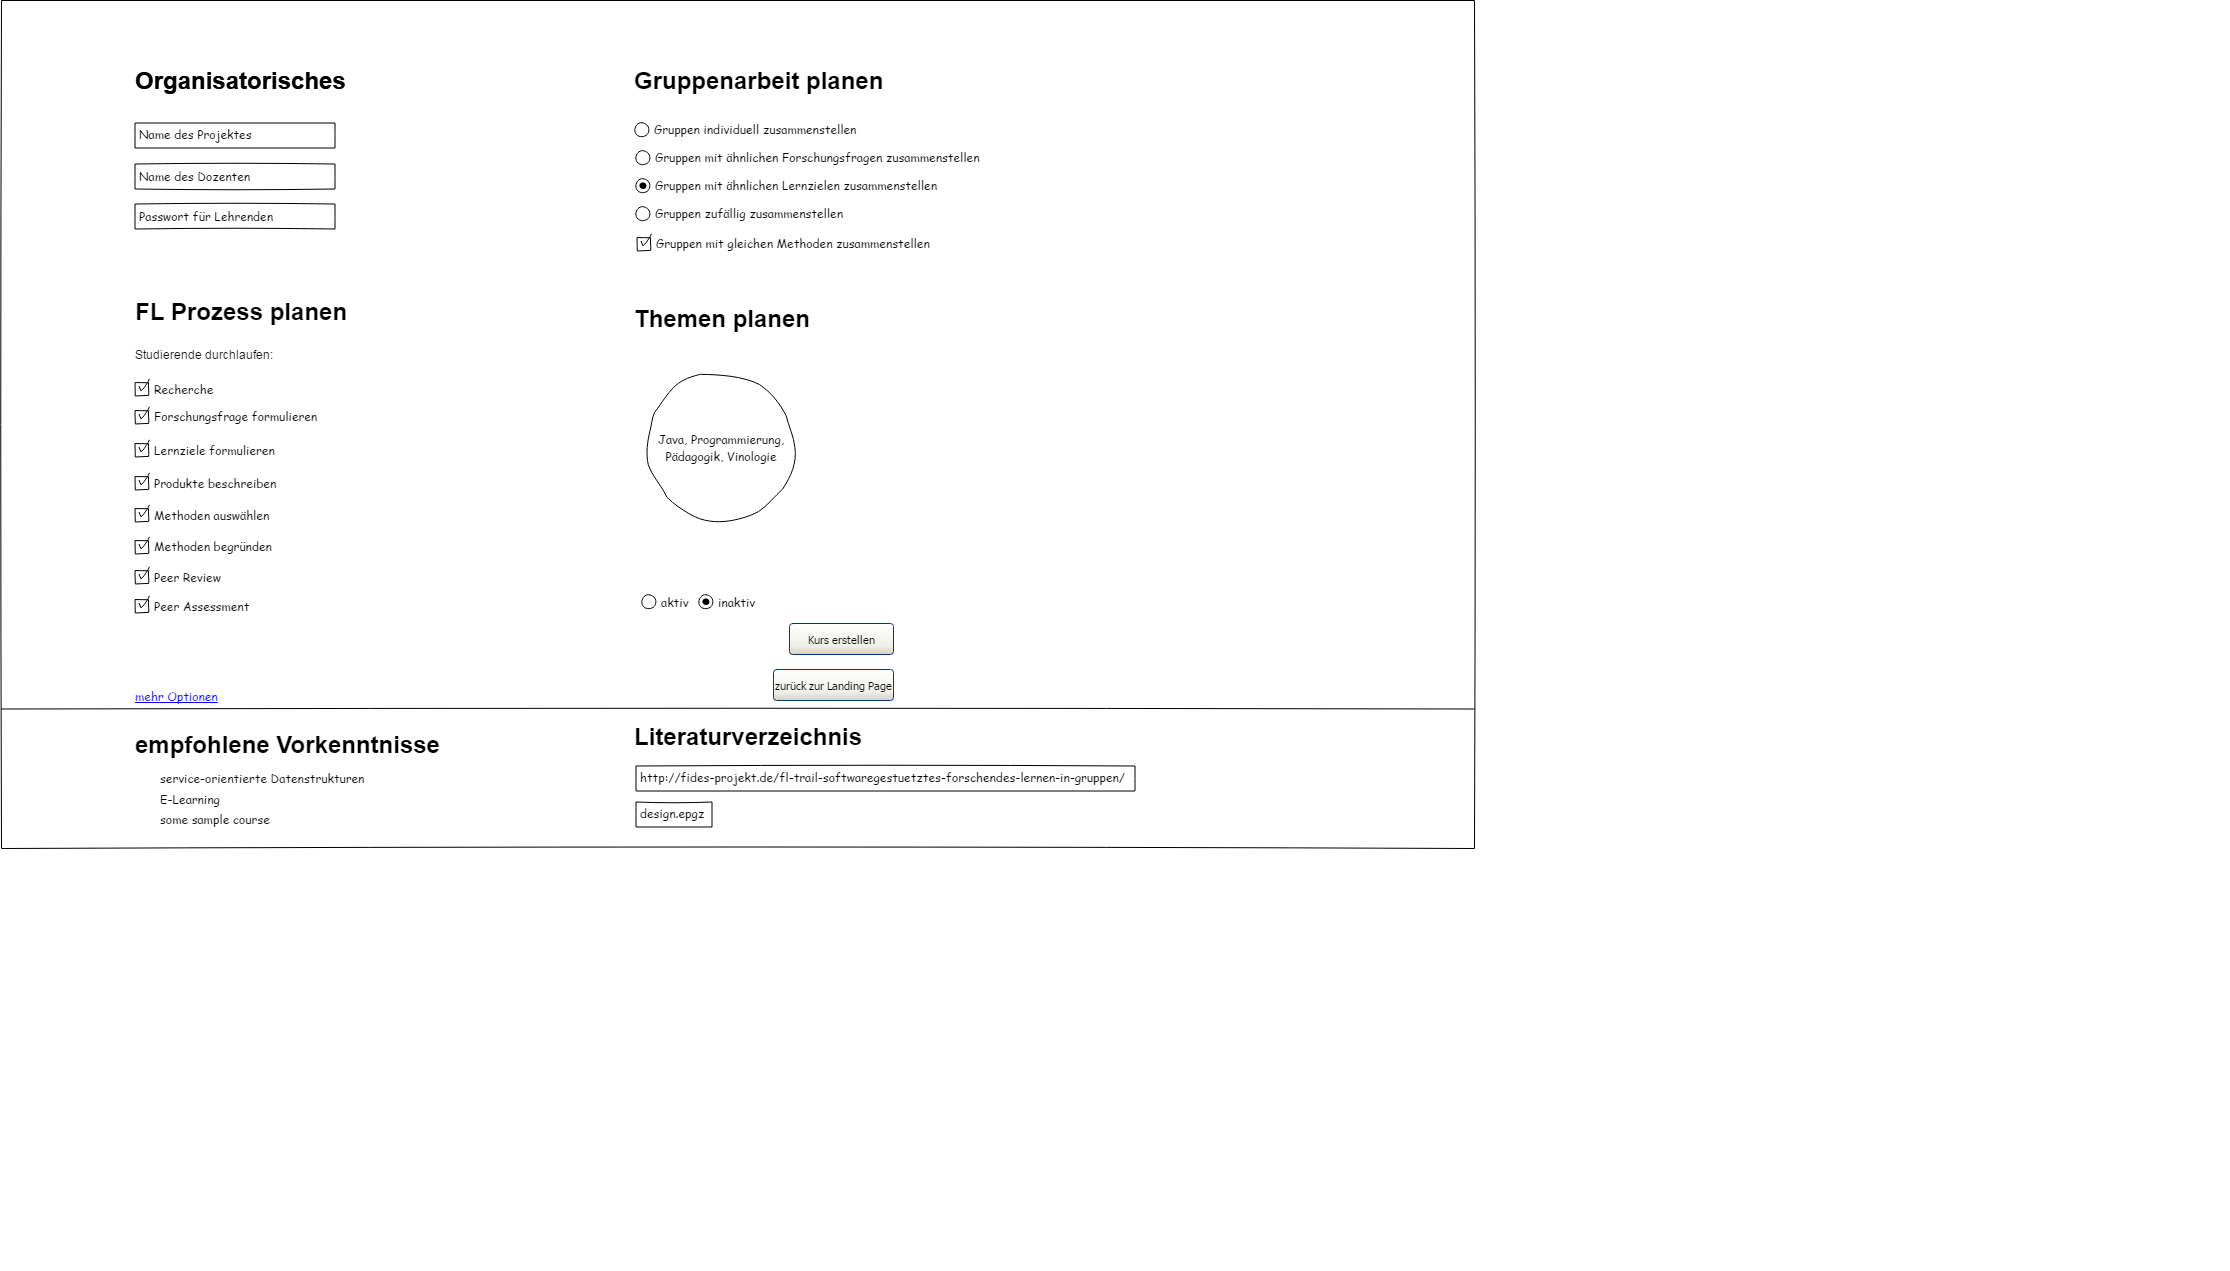 Organisatorisches
Name des Projektes
Name des Dozenten
Passwort für Lehrenden
Gruppenarbeit planen
Gruppen individuell zusammenstellen
Gruppen mit ähnlichen Forschungsfragen zusammenstellen
Gruppen mit ähnlichen Lernzielen zusammenstellen
Gruppen zufällig zusammenstellen
Gruppen mit gleichen Methoden zusammenstellen
FL Prozess planen
Studierende durchlaufen:
Recherche
Forschungsfrage formulieren
Lernziele formulieren
Produkte beschreiben
Methoden auswählen
Methoden begründen
Peer Review
Peer Assessment
mehr Optionen
Themen planen
Java, Programmierung,
Pädagogik, Vinologie
aktiv inaktiv
Kurs erstellen
zurück zur Landing Page
empfohlene Vorkenntnisse
service-orientierte Datenstrukturen
E-Learning
some sample course
Literaturverzeichnis
http://fides-projekt.de/fl-trail-softwaregestuetztes-forschendes-lernen-in-gruppen/
design.epgz